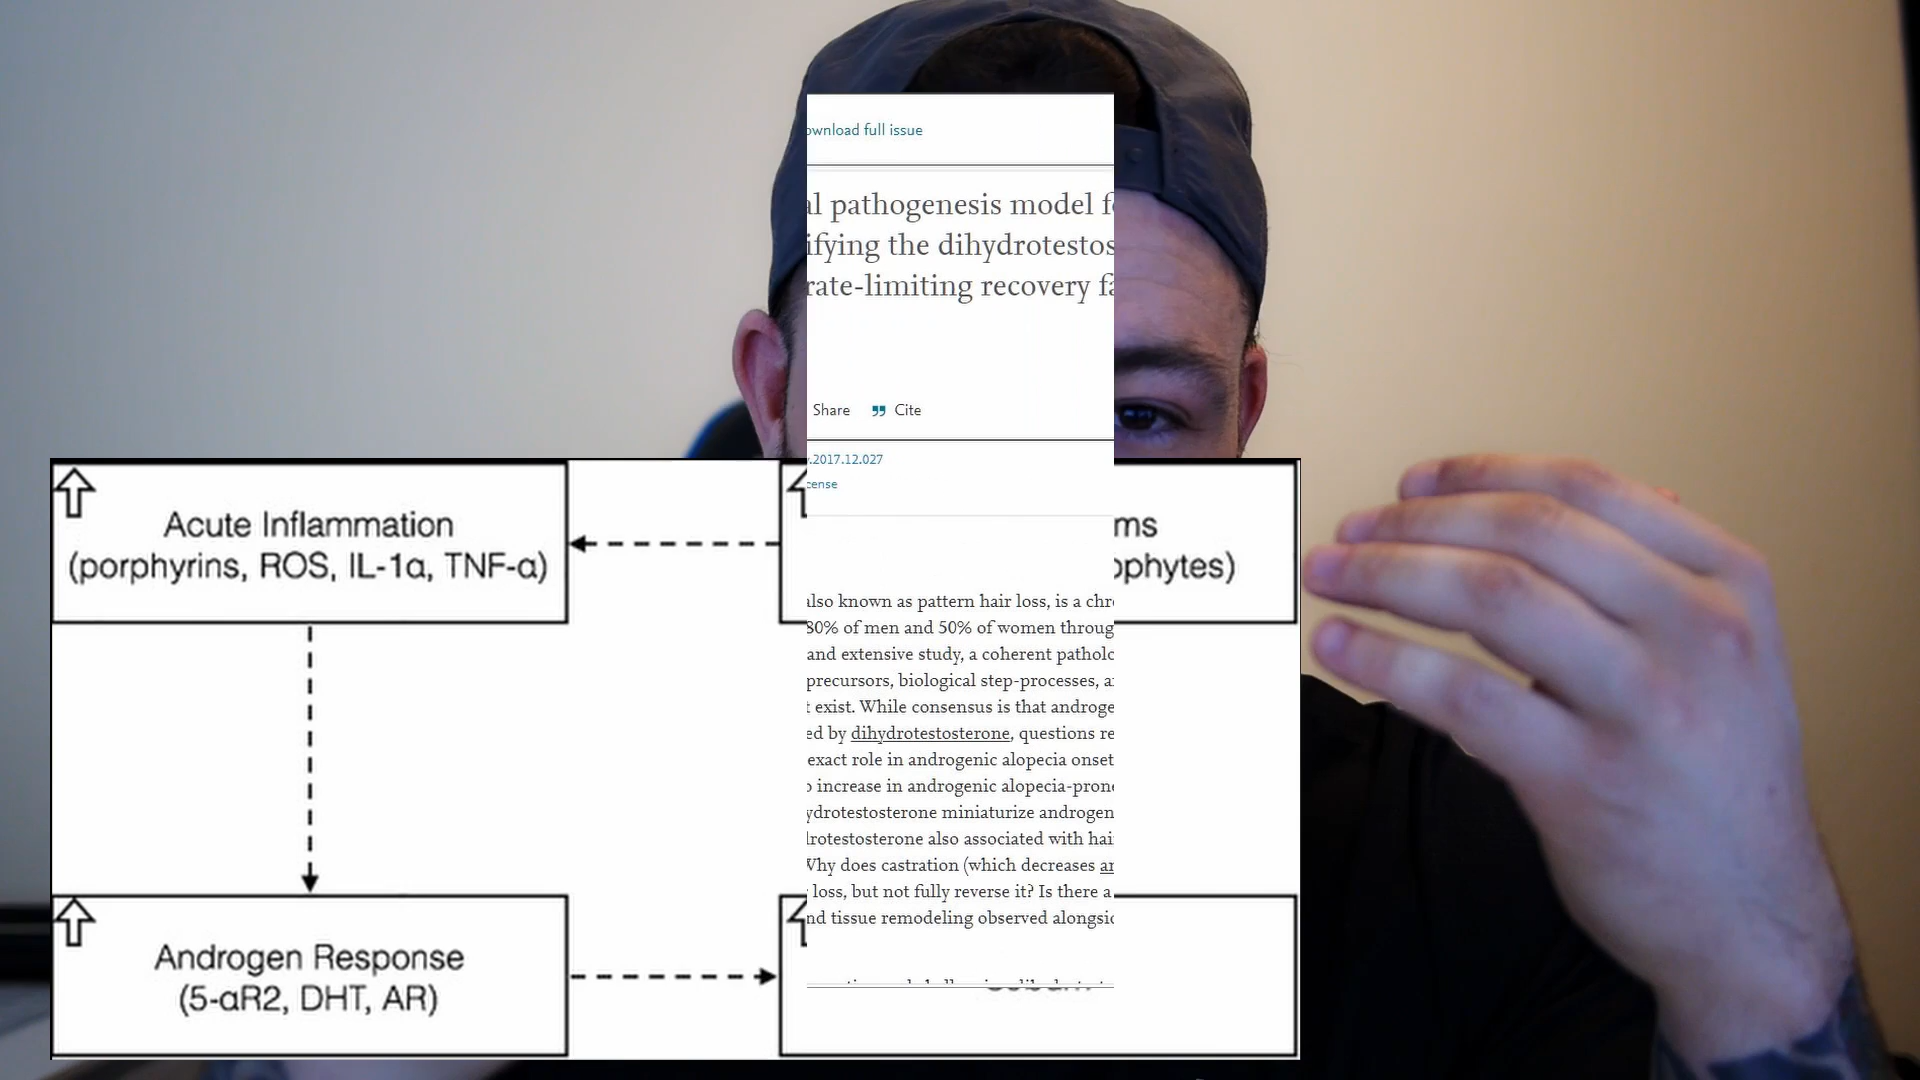 ownload full issue
al pathogenesis model f
ifying the dihydrotestos
rate-limiting recovery fa
Share Cite
.2017.12.027
cense
Acute Inflammation
(porphyrins, ROS, IL-1α, TNF-α)
ms
ophytes)
also known as pattern hair loss, is a chr
80% of men and 50% of women throug
and extensive study, a coherent patholo
precursors, biological step-processes, a
t exist. While consensus is that androge
ed by dihydrotestosterone, questions re
exact role in androgenic alopecia onset
o increase in androgenic alopecia-prone
ydrotestosterone miniaturize androgen
drotestosterone also associated with hai
Why does castration (which decreases an
loss, but not fully reverse it? Is there a
nd tissue remodeling observed alongsid
Androgen Response
(5-αR2, DHT, AR)